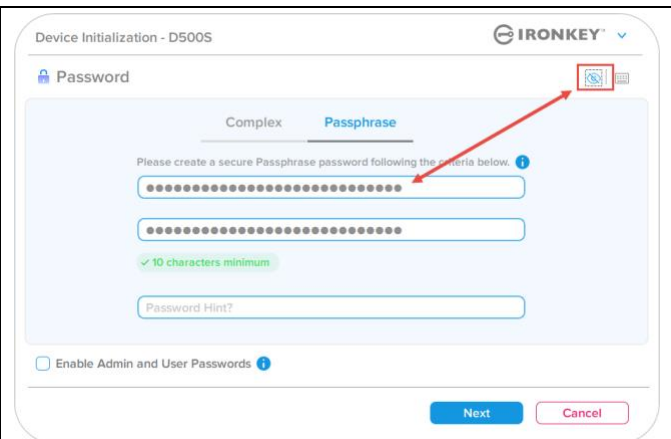 Device Initialization - D500S
IRONKEY™
Password
Complex
Passphrase
Please create a secure Passphrase password following the criteria below.
✓ 10 characters minimum
Password Hint?
Enable Admin and User Passwords
Next
Cancel